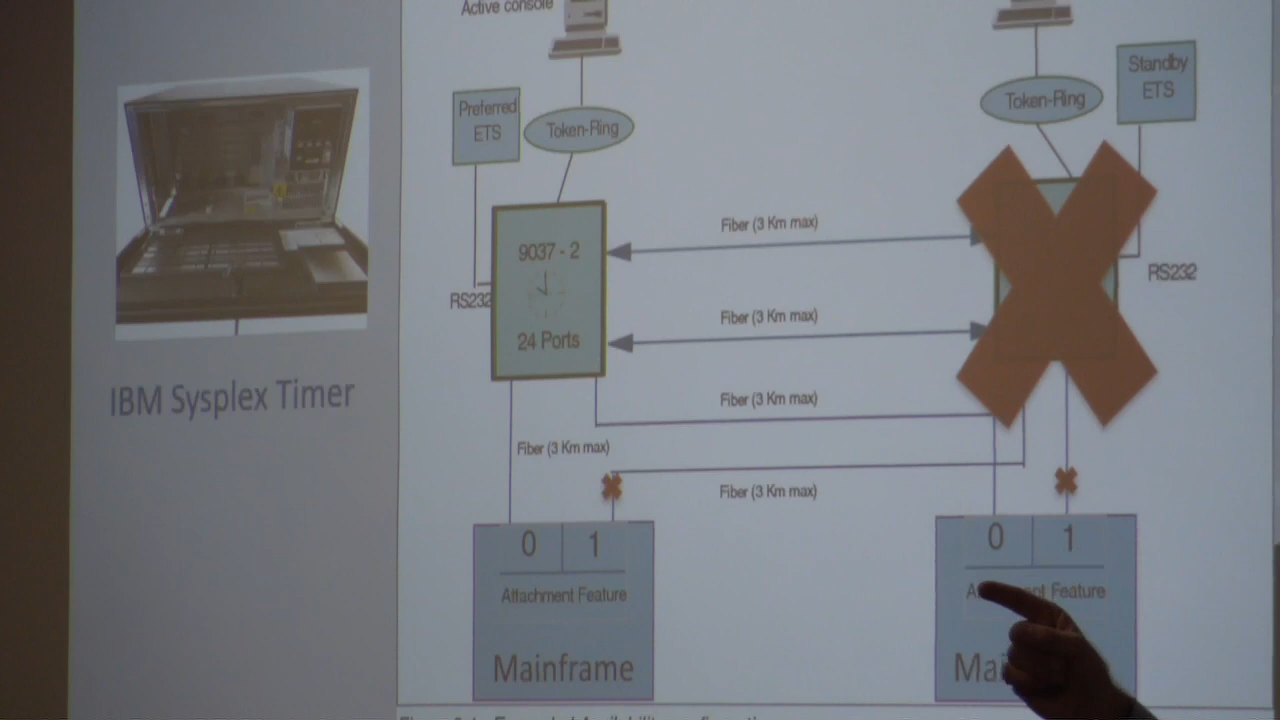 Active console
Preferred
ETS
Token-Ring
Token-Ring
Standby
ETS
9037 - 2
24 Ports
RS232
RS232
Fiber (3 Km max)
Fiber (3 Km max)
Fiber (3 Km max)
Fiber (3 Km max)
Fiber (3 Km max)
IBM Sysplex Timer
0 1
Attachment Feature
Mainframe
0 1
Feature